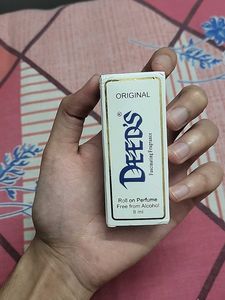 ORIGINAL
DEED'S
®
Fascinating Fragrance
Roll on Perfume
Free from Alcohol
8 ml